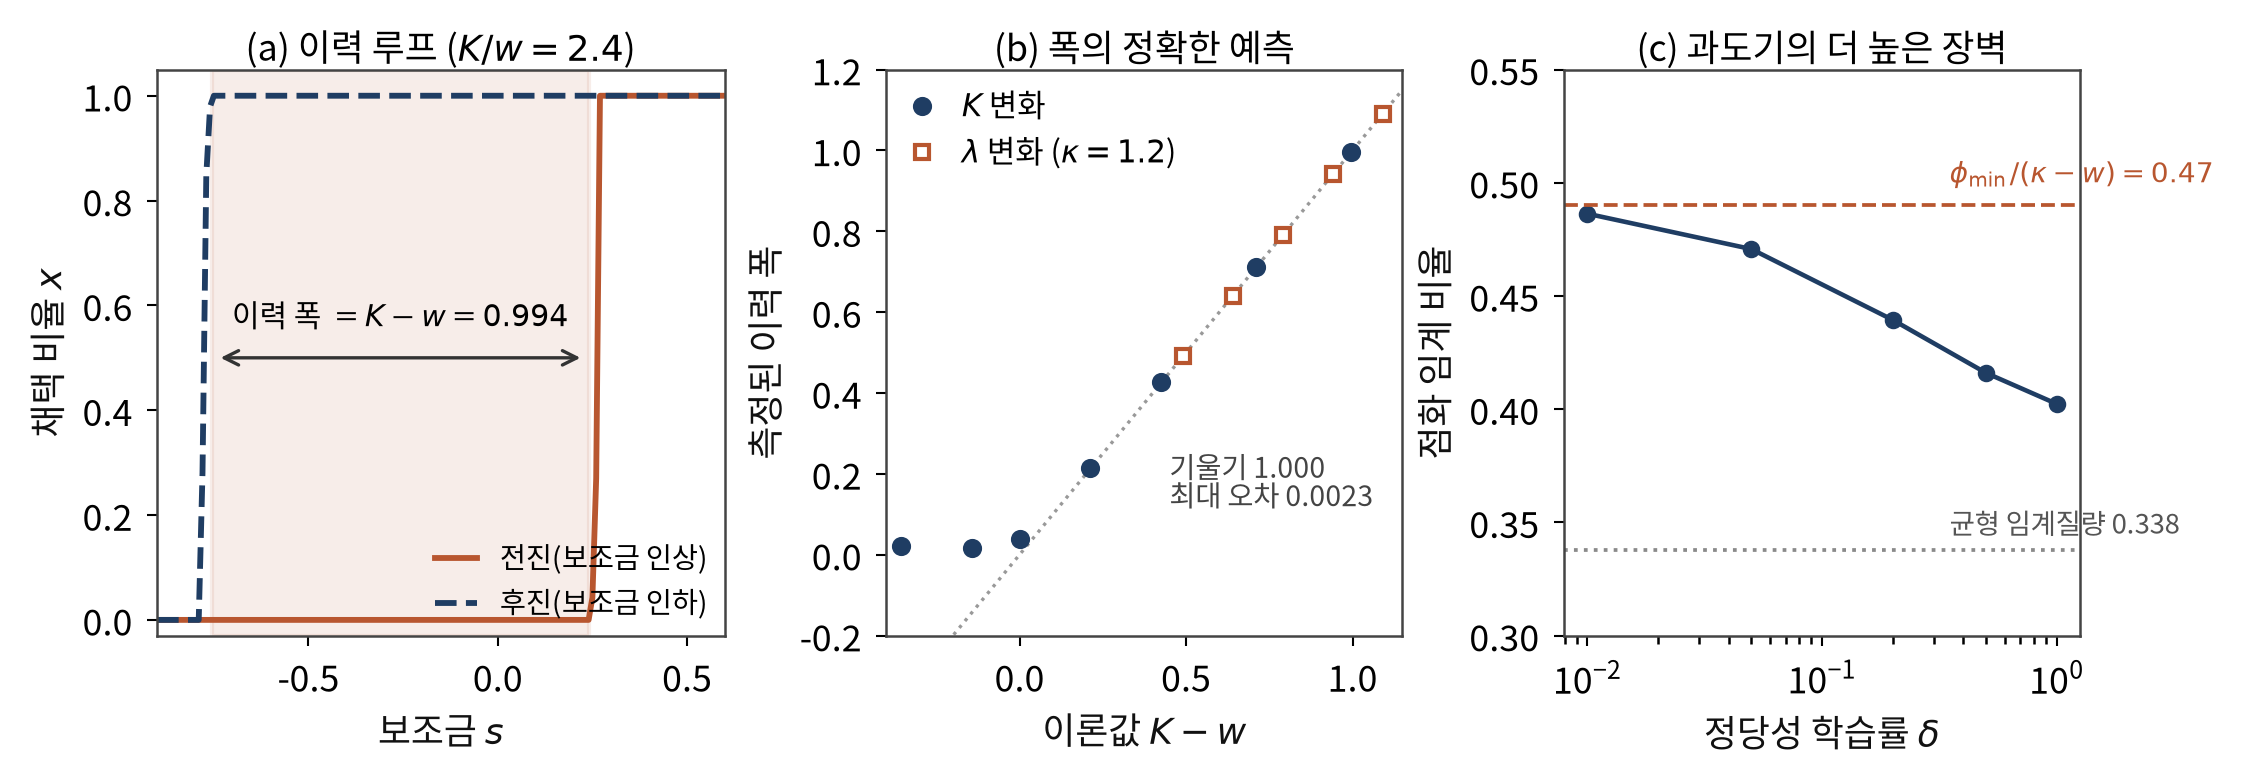 (a) 이력 루프 (K/w = 2.4)
채택 비율 x
1.0
0.8
0.6
0.4
0.2
0.0
이력 폭 = K − w = 0.994
전진(보조금 인상)
후진(보조금 인하)
-0.5
0.0
0.5
보조금 s
(b) 폭의 정확한 예측
측정된 이력 폭
1.2
1.0
0.8
0.6
0.4
0.2
0.0
-0.2
K 변화
λ 변화 (κ = 1.2)
기울기 1.000
최대 오차 0.0023
0.0
0.5
1.0
이론값 K − w
(c) 과도기의 더 높은 장벽
점화 임계 비율
0.55
0.50
0.45
0.40
0.35
0.30
ϕmin/(κ − w) = 0.47
균형 임계질량 0.338
10⁻²
10⁻¹
10⁰
정당성 학습률 δ